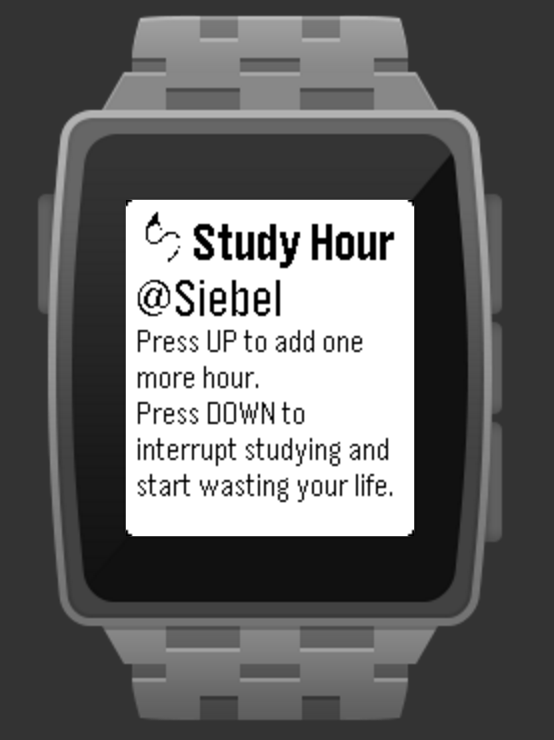 Study Hour
@Siebel
Press UP to add one
more hour.
Press DOWN to
interrupt studying and
start wasting your life.